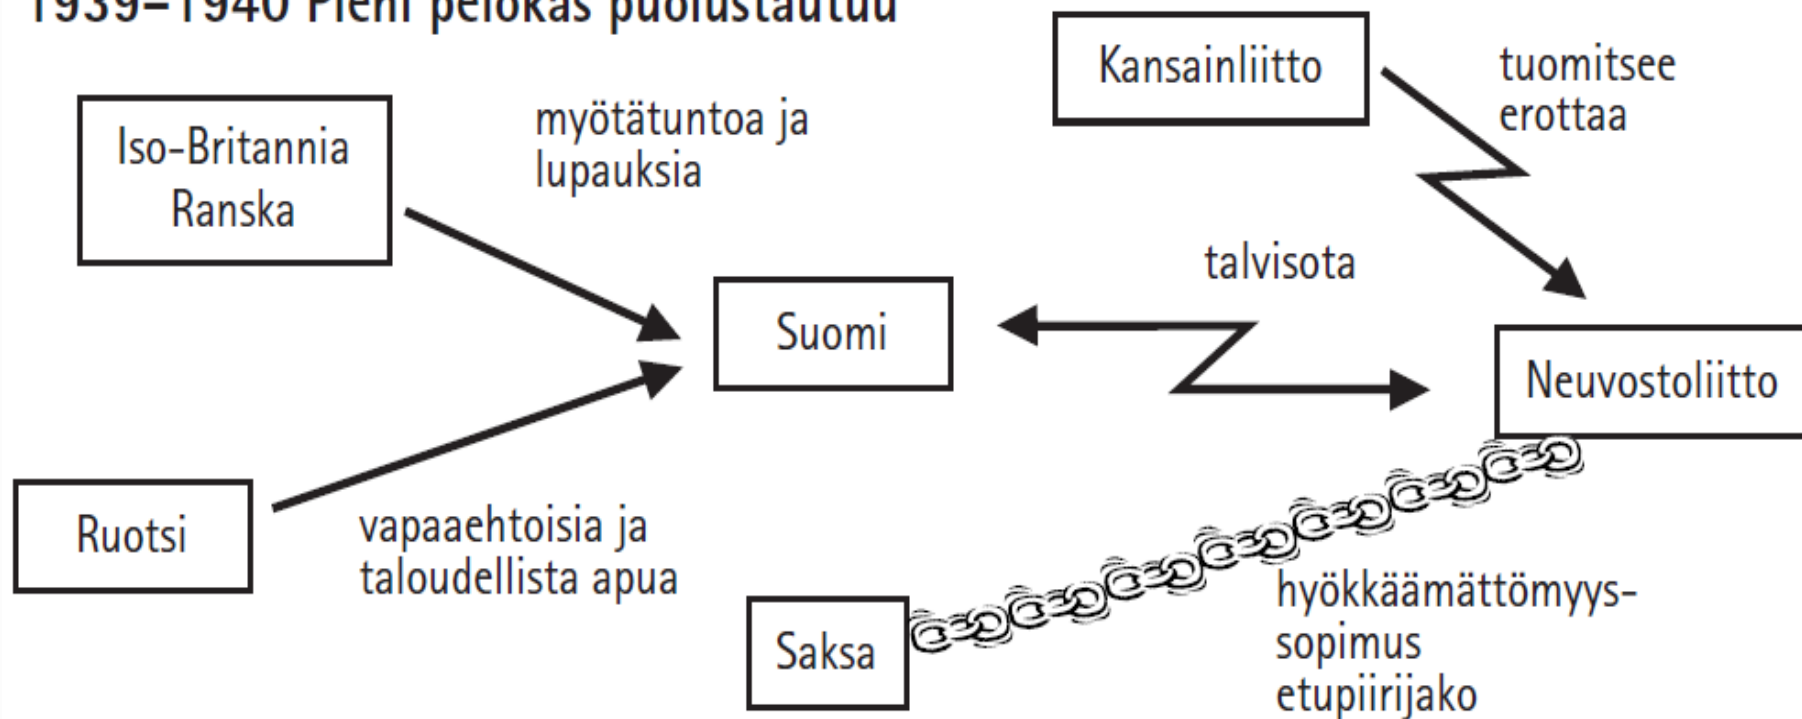 1939–1940 Pieni pelokas puolustautuu
Kansainliitto
tuomitsee
erottaa
Iso-Britannia
Ranska
myötätuntoa ja
lupauksia
talvisota
Suomi
Neuvostoliitto
Ruotsi
vapaaehtoisia ja
taloudellista apua
Saksa
hyökkäämättömyys-
sopimus
etupiirijako